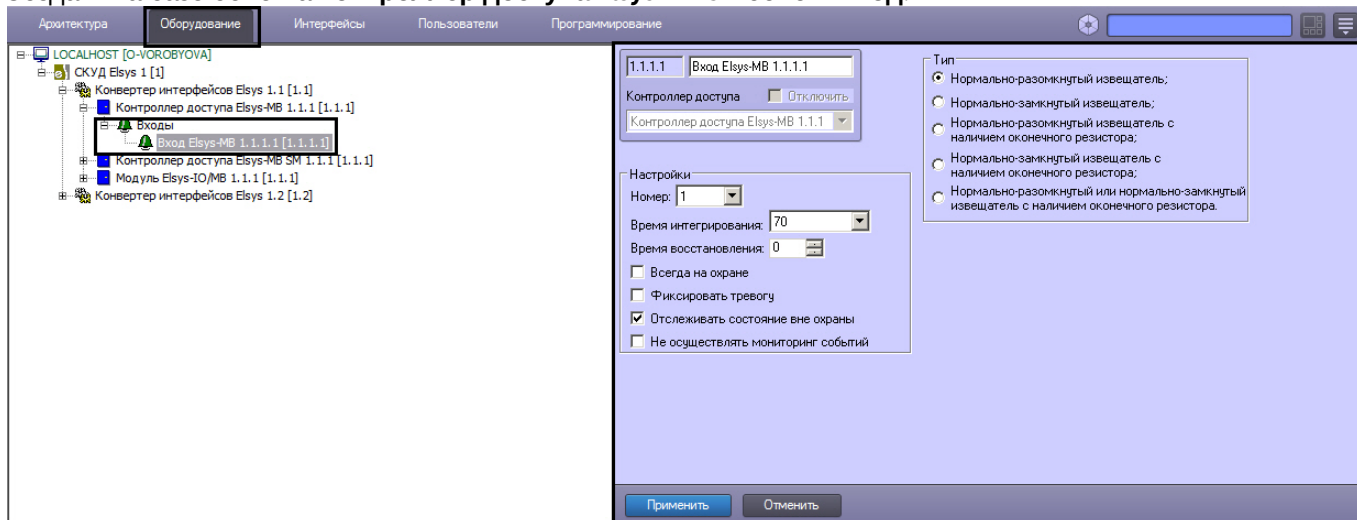 Архитектура Оборудование Интерфейсы Пользователи Программирование
LOCALHOST [O-VOROBYOVA]
СКУД Elsys 1 [1]
Конвертер интерфейсов Elsys 1.1 [1.1]
Контроллер доступа Elsys-MB 1.1.1 [1.1.1]
Входы
Вход Elsys-MB 1.1.1.1 [1.1.1.1]
Контроллер доступа Elsys-MB SM 1.1.1 [1.1.1]
Модуль Elsys-IO/MB 1.1.1 [1.1.1]
Конвертер интерфейсов Elsys 1.2 [1.2]
1.1.1.1 Вход Elsys-MB 1.1.1.1
Контроллер доступа Отключить
Контроллер доступа Elsys-MB 1.1.1
Настройки
Номер: 1
Время интегрирования: 70
Время восстановления: 0
Всегда на охране
Фиксировать тревогу
Отслеживать состояние вне охраны
Не осуществлять мониторинг событий
Тип
Нормально-разомкнутый извещатель;
Нормально-замкнутый извещатель;
Нормально-разомкнутый извещатель с
наличием оконечного резистора;
Нормально-замкнутый извещатель с
наличием оконечного резистора;
Нормально-разомкнутый или нормально-замкнутый
извещатель с наличием оконечного резистора.
Применить Отменить